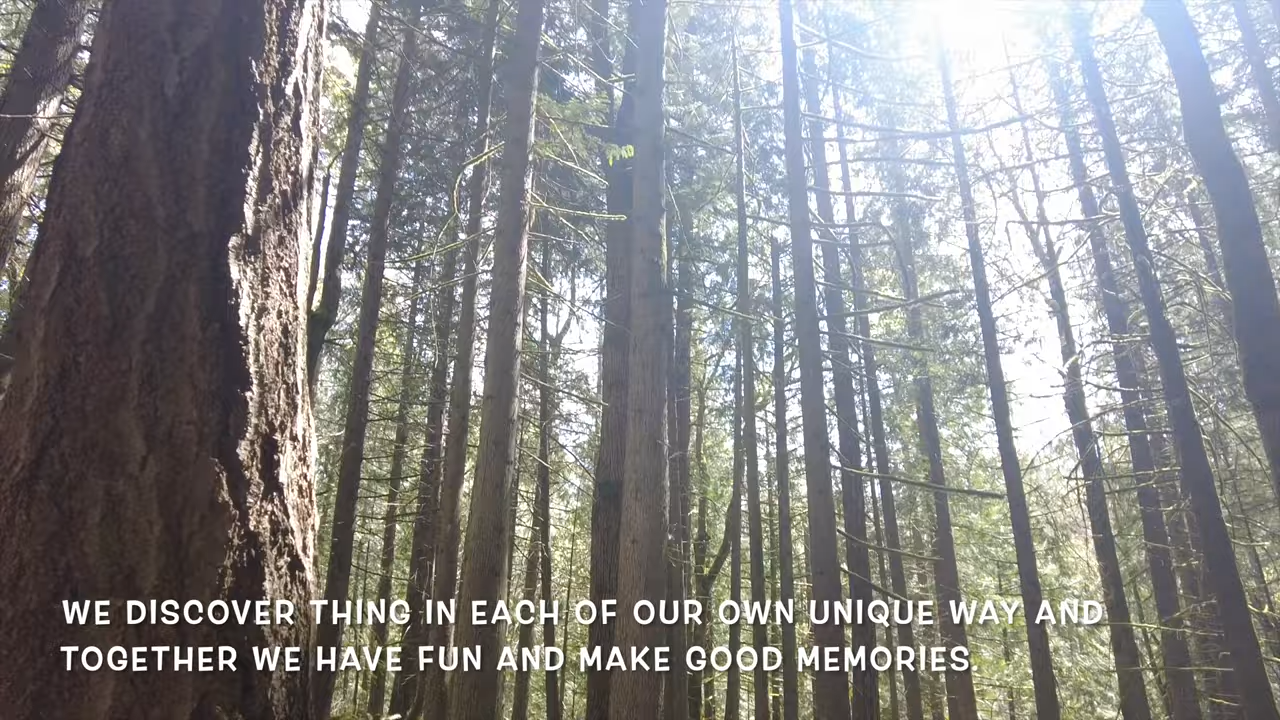 WE DISCOVER THING IN EACH OF OUR OWN UNIQUE WAY AND
TOGETHER WE HAVE FUN AND MAKE GOOD MEMORIES.